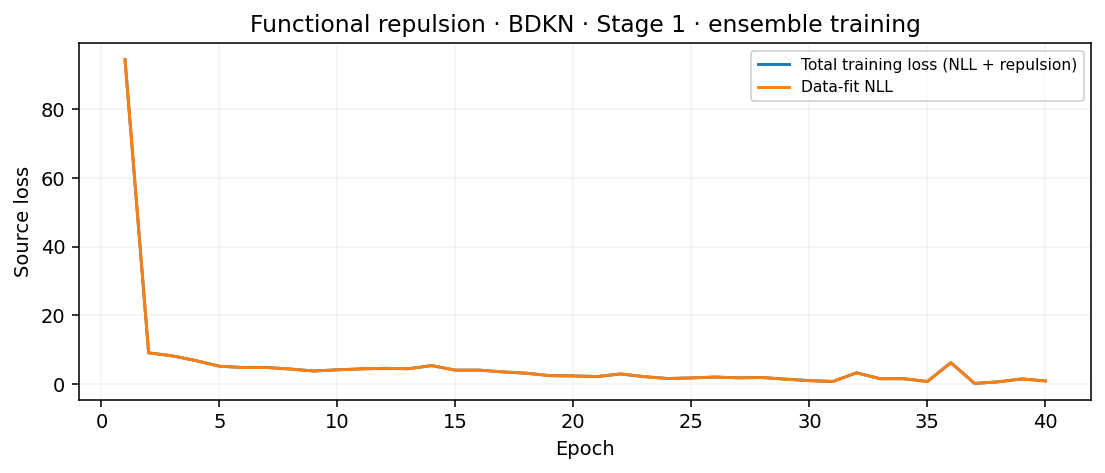 Functional repulsion · BDKN · Stage 1 · ensemble training
Total training loss (NLL + repulsion)
Data-fit NLL
Source loss
80
60
40
20
0
0 5 10 15 20 25 30 35 40
Epoch